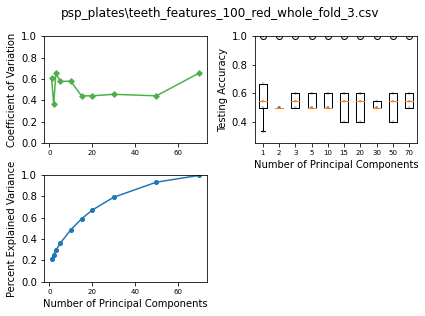 psp_plates\teeth_features_100_red_whole_fold_3.csv
Coefficient of Variation
1.0
0.8
0.6
0.4
0.2
0.0
0 20 40 60
Testing Accuracy
1.0
0.8
0.6
0.4
1 2 3 5 10 15 20 30 50 70
Number of Principal Components
Percent Explained Variance
1.0
0.8
0.6
0.4
0.2
0.0
0 20 40 60
Number of Principal Components